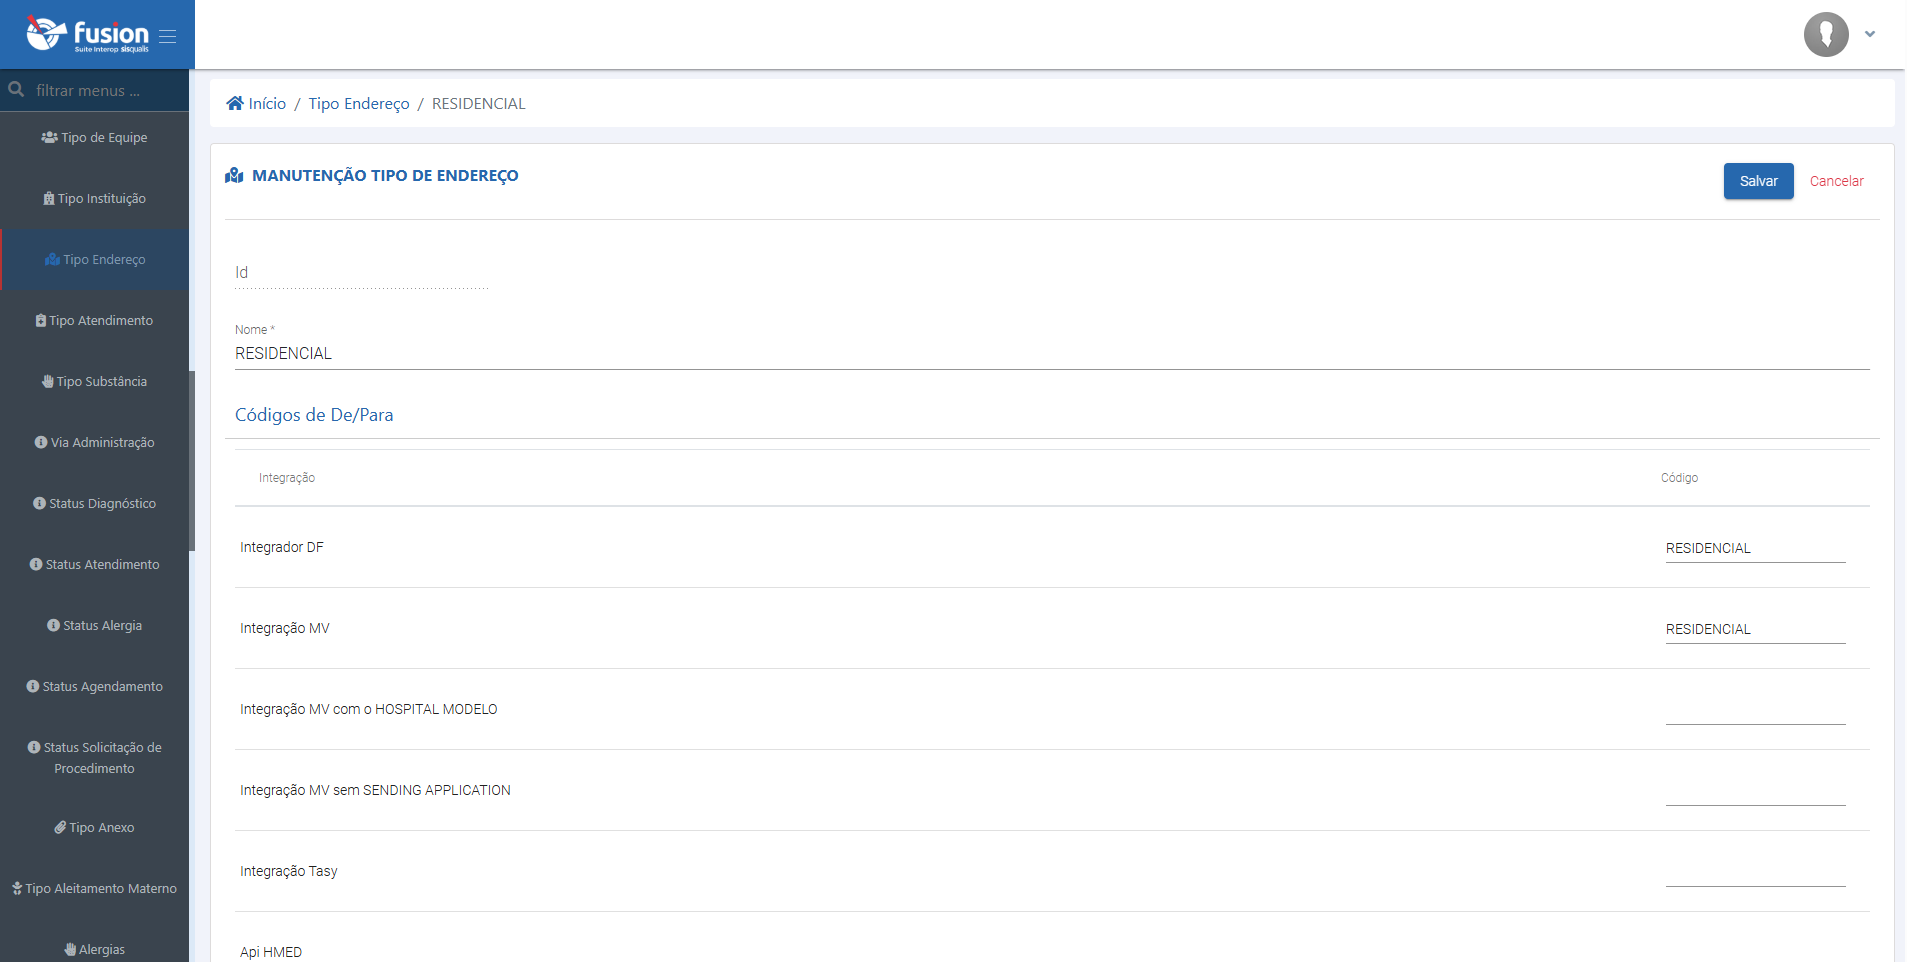 fusion
Suite Interop sisqualis
filtrar menus ...
Tipo de Equipe
Tipo Instituição
Tipo Endereço
Tipo Atendimento
Tipo Substância
Via Administração
Status Diagnóstico
Status Atendimento
Status Alergia
Status Agendamento
Status Solicitação de
Procedimento
Tipo Anexo
Tipo Aleitamento Materno
Alergias
Início / Tipo Endereço / RESIDENCIAL
MANUTENÇÃO TIPO DE ENDEREÇO
Salvar Cancelar
Id
Nome *
RESIDENCIAL
Códigos de De/Para
Integração Código
Integrador DF RESIDENCIAL
Integração MV RESIDENCIAL
Integração MV com o HOSPITAL MODELO
Integração MV sem SENDING APPLICATION
Integração Tasy
Api HMED